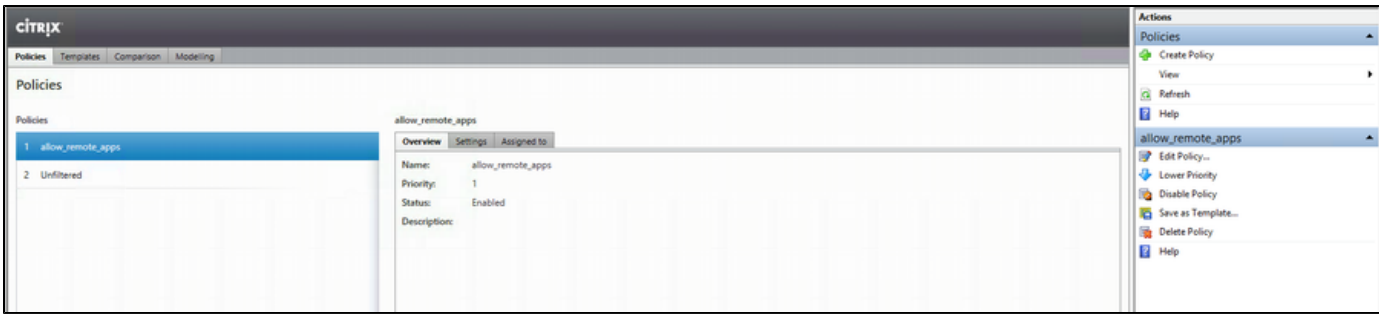 CİTRIX
Policies Templates Comparison Modelling
Policies
Policies
1 allow_remote_apps
2 Unfiltered
allow_remote_apps
Overview Settings Assigned to
Name: allow_remote_apps
Priority: 1
Status: Enabled
Description:
Actions
Policies
Create Policy
View
Refresh
Help
allow_remote_apps
Edit Policy...
Lower Priority
Disable Policy
Save as Template...
Delete Policy
Help